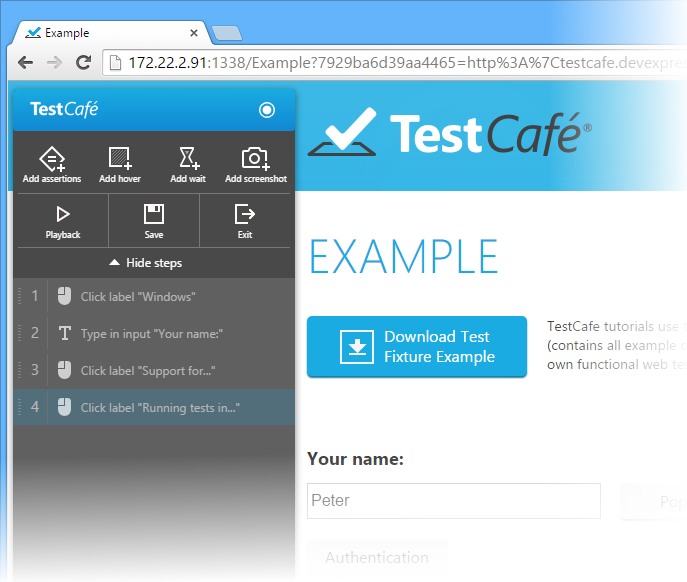 Example
172.22.2.91:1338/Example?7929ba6d39aa4465=http%3A%7Ctestcafe.devexpre
TestCafé
Add assertions
Add hover
Add wait
Add screenshot
Playback
Save
Exit
Hide steps
1 Click label "Windows"
2 Type in input "Your name:"
3 Click label "Support for..."
4 Click label "Running tests in..."
TestCafé®
EXAMPLE
Download Test
Fixture Example
TestCafe tutorials use
(contains all example
own functional web
Your name:
Peter
Authentication